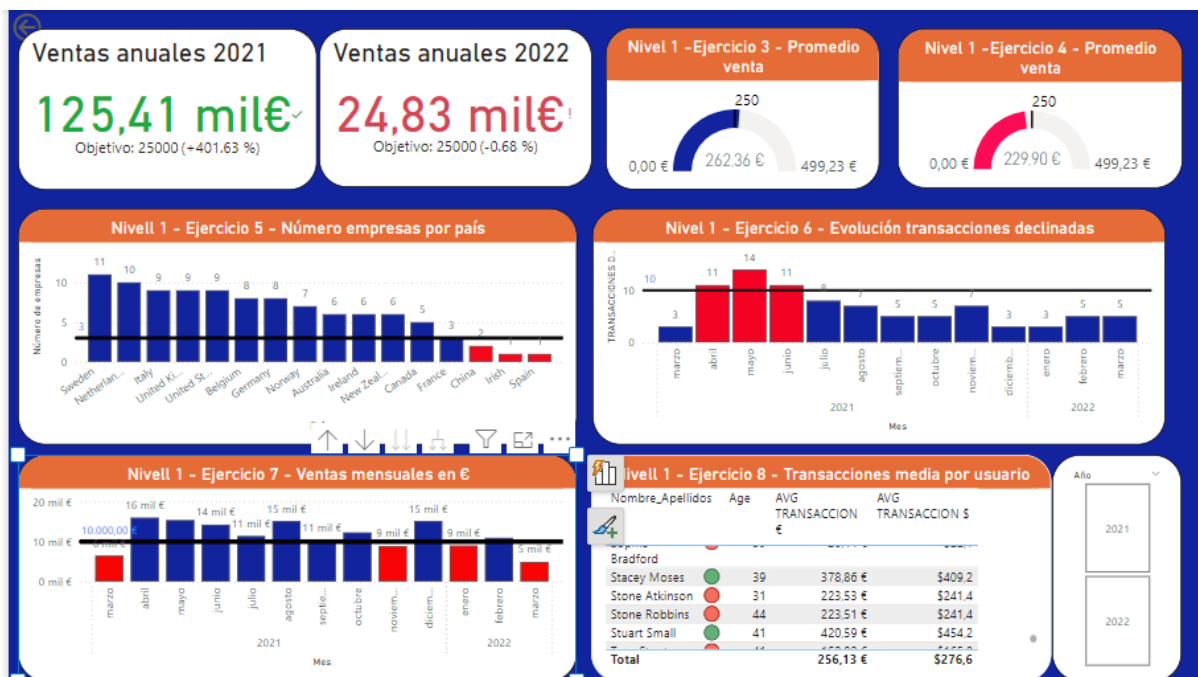 Ventas anuales 2021
125,41 mil€
Objetivo: 25000 (+401.63 %)
Ventas anuales 2022
24,83 mil€
!
Objetivo: 25000 (-0.68 %)
Nivel 1 -Ejercicio 3 - Promedio
venta
250
262.36 €
0,00 €
499,23 €
Nivel 1 -Ejercicio 4 - Promedio
venta
250
229.90 €
0,00 €
499,23 €
Nivell 1 - Ejercicio 5 - Número empresas por país
Número de empresas
10
5
0
3
11
10
9
9
9
8
8
7
6
6
6
5
3
2
1
1
Sweden
Netherlan...
Italy
United Ki...
United St...
Belgium
Germany
Norway
Australia
Ireland
New Zeal...
Canada
France
China
Irish
Spain
Nivel 1 - Ejercicio 6 - Evolución transacciones declinadas
TRANSACCIONES D...
10
10
0
3
11
14
11
8
7
5
5
7
3
3
5
5
marzo
abril
mayo
junio
julio
agosto
septiem...
octubre
noviem...
diciemb...
enero
febrero
marzo
2021
2022
Mes
Nivell 1 - Ejercicio 7 - Ventas mensuales en €
20 mil €
10 mil €
0 mil €
10.000,00 €
16 mil €
14 mil €
11 mil €
15 mil €
11 mil €
9 mil €
15 mil €
9 mil €
5 mil €
marzo
abril
mayo
junio
julio
agosto
septie...
octubre
noviem...
diciem...
enero
febrero
marzo
2021
2022
Mes
ivell 1 - Ejercicio 8 - Transacciones media por usuario
Nombre_Apellidos Age AVG TRANSACCION € AVG TRANSACCION $
Bradford
Stacey Moses 39 378,86 € $409,2
Stone Atkinson 31 223,53 € $241,4
Stone Robbins 44 223,51 € $241,4
Stuart Small 41 420,59 € $454,2
Total 256,13 € $276,6
Año
2021
2022